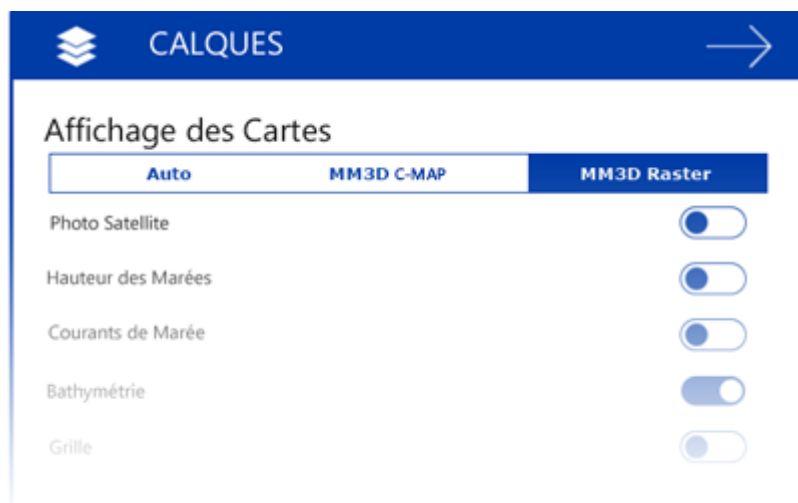 CALQUES
Affichage des Cartes
Auto MM3D C-MAP MM3D Raster
Photo Satellite
Hauteur des Marées
Courants de Marée
Bathymétrie
Grille